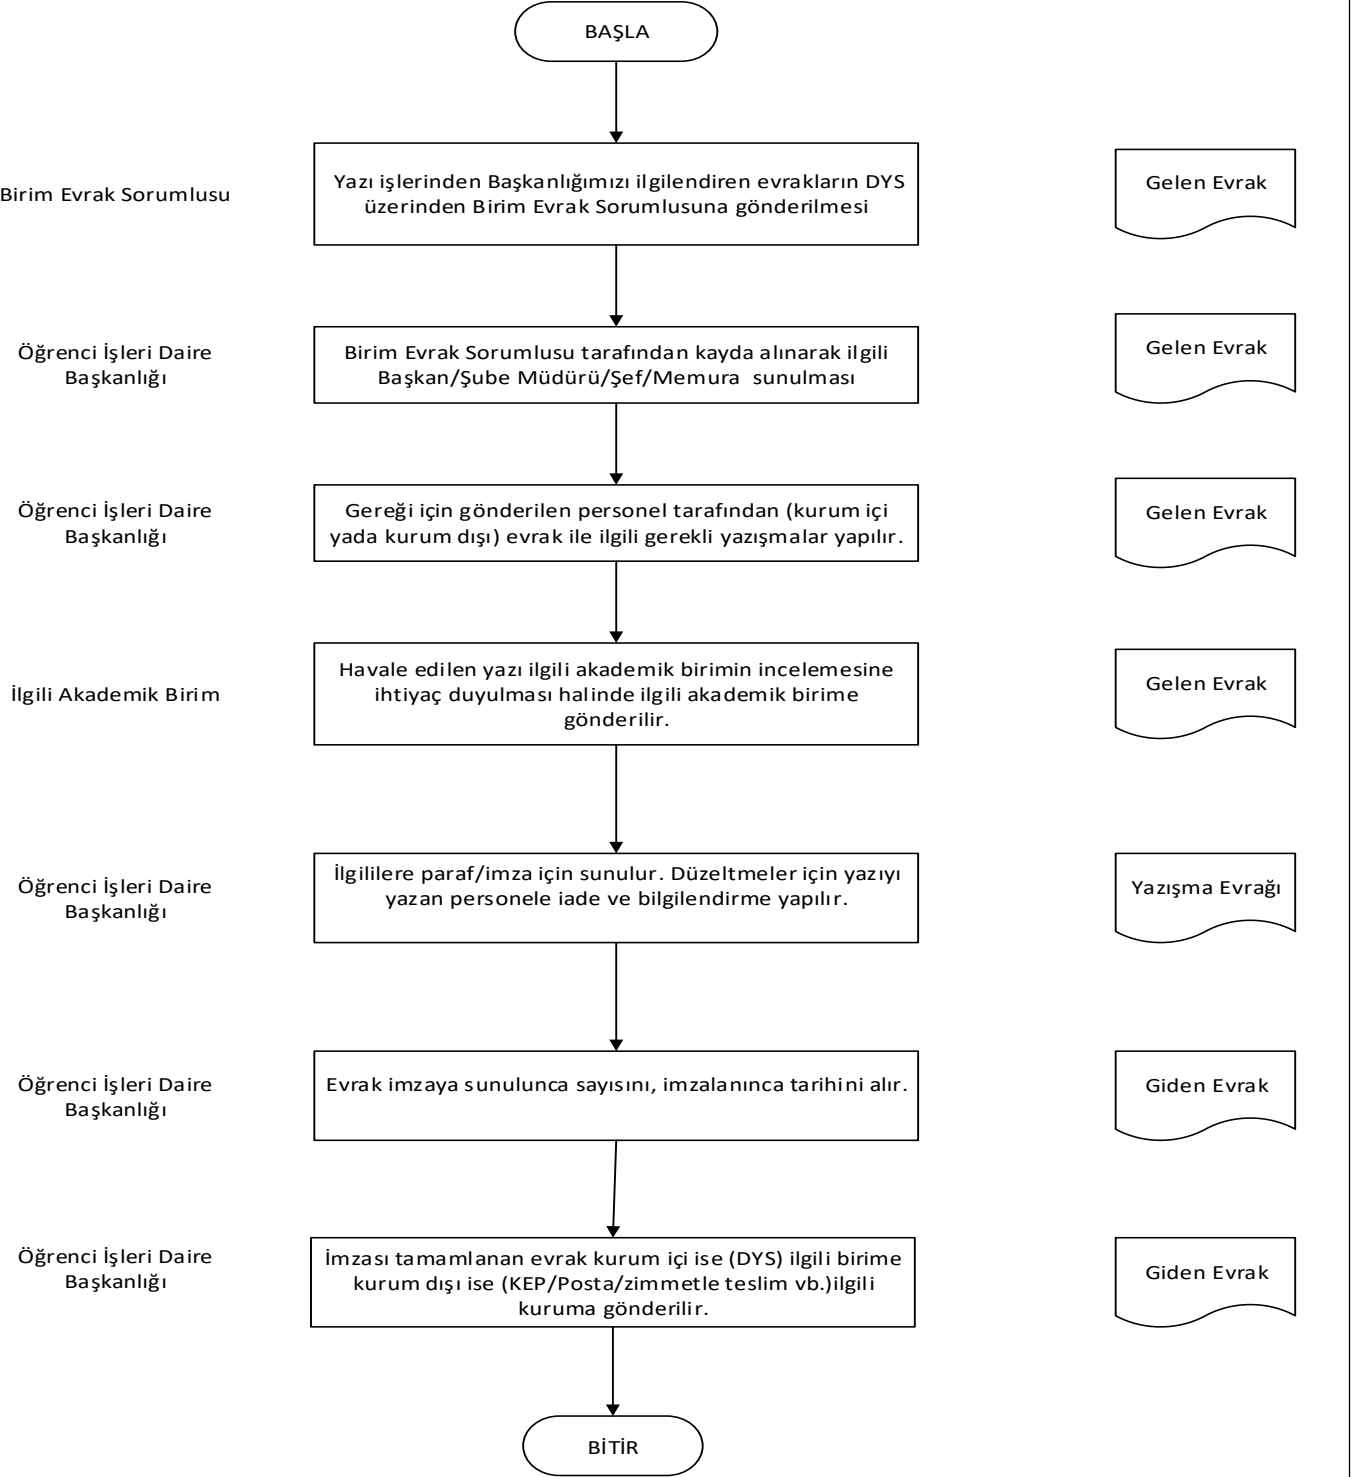 BAŞLA
Birim Evrak Sorumlusu
Yazı işlerinden Başkanlığımızı ilgilendiren evrakların DYS
üzerinden Birim Evrak Sorumlusuna gönderilmesi
Gelen Evrak
Öğrenci İşleri Daire
Başkanlığı
Birim Evrak Sorumlusu tarafından kayda alınarak ilgili
Başkan/Şube Müdürü/Şef/Memura sunulması
Gelen Evrak
Öğrenci İşleri Daire
Başkanlığı
Gereği için gönderilen personel tarafından (kurum içi
yada kurum dışı) evrak ile ilgili gerekli yazışmalar yapılır.
Gelen Evrak
İlgili Akademik Birim
Havale edilen yazı ilgili akademik birimin incelemesine
ihtiyaç duyulması halinde ilgili akademik birime
gönderilir.
Gelen Evrak
Öğrenci İşleri Daire
Başkanlığı
İlgililere paraf/imza için sunulur. Düzeltmeler için yazıyı
yazan personele iade ve bilgilendirme yapılır.
Yazışma Evrağı
Öğrenci İşleri Daire
Başkanlığı
Evrak imzaya sunulunca sayısını, imzalanınca tarihini alır.
Giden Evrak
Öğrenci İşleri Daire
Başkanlığı
İmzası tamamlanan evrak kurum içi ise (DYS) ilgili birime
kurum dışı ise (KEP/Posta/zimmetle teslim vb.)ilgili
kuruma gönderilir.
Giden Evrak
BİTİR